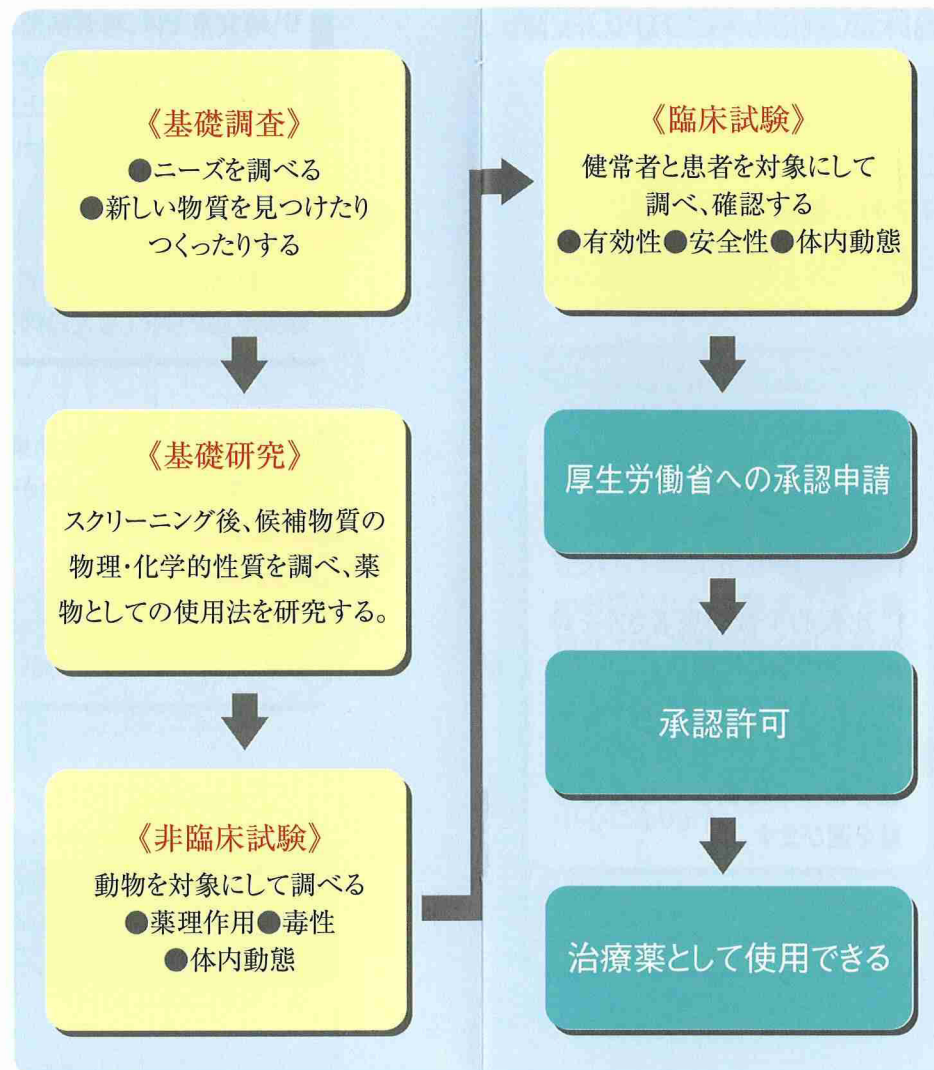 《基礎調査》
●ニーズを調べる
●新しい物質を見つけたり
つくったりする
《基礎研究》
スクリーニング後、候補物質の
物理・化学的性質を調べ、薬
物としての使用法を研究する。
《非臨床試験》
動物を対象にして調べる
●薬理作用●毒性
●体内動態
《臨床試験》
健常者と患者を対象にして
調べ、確認する
●有効性●安全性●体内動態
厚生労働省への承認申請
承認許可
治療薬として使用できる